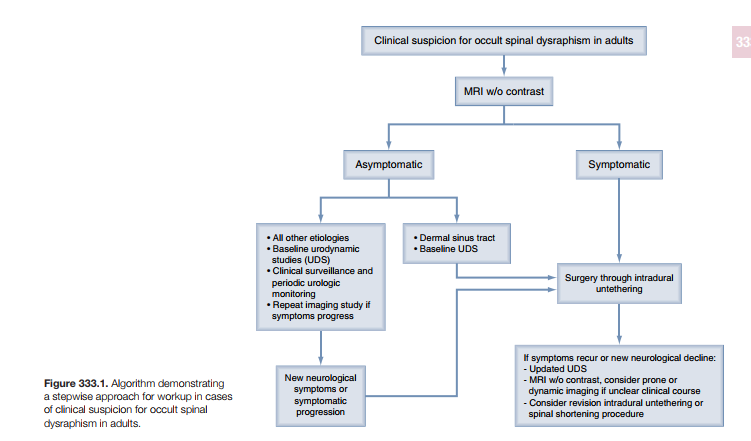 33
Clinical suspicion for occult spinal dysraphism in adults
MRI w/o contrast
Asymptomatic
Symptomatic
• All other etiologies
• Baseline urodynamic
studies (UDS)
• Clinical surveillance and
periodic urologic
monitoring
• Repeat imaging study if
symptoms progress
• Dermal sinus tract
• Baseline UDS
Surgery through intradural
untethering
New neurological
symptoms or
symptomatic
progression
If symptoms recur or new neurological decline:
- Updated UDS
- MRI w/o contrast, consider prone or
dynamic imaging if unclear clinical course
- Consider revision intradural untethering or
spinal shortening procedure
Figure 333.1. Algorithm demonstrating
a stepwise approach for workup in cases
of clinical suspicion for occult spinal
dysraphism in adults.